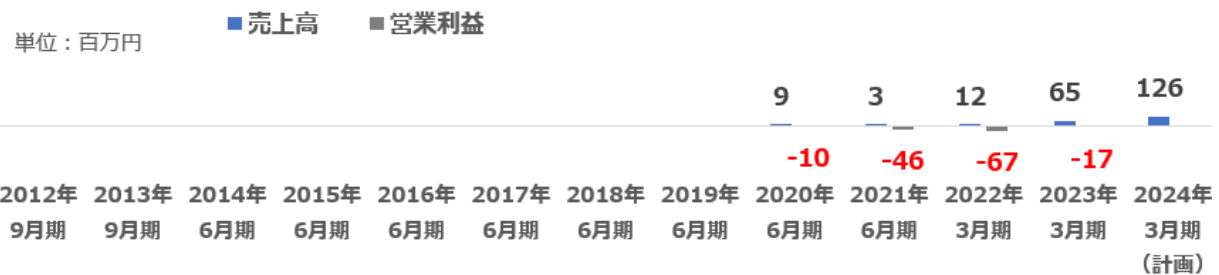 ■売上高 ■営業利益
単位：百万円
9 3 12 65 126
-10 -46 -67 -17
2012年 2013年 2014年 2015年 2016年 2017年 2018年 2019年 2020年 2021年 2022年 2023年 2024年
9月期 9月期 6月期 6月期 6月期 6月期 6月期 6月期 6月期 6月期 3月期 3月期 3月期
（計画）